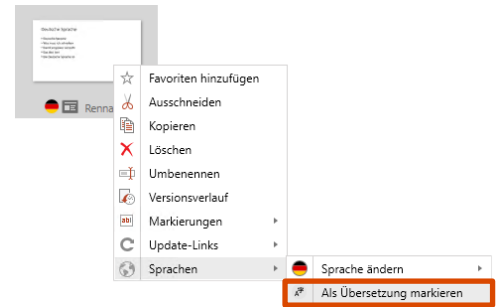 Deutsche Sprache
Renna
Favoriten hinzufügen
Ausschneiden
Kopieren
Löschen
Umbenennen
Versionsverlauf
Markierungen
Update-Links
Sprachen
Sprache ändern
Als Übersetzung markieren